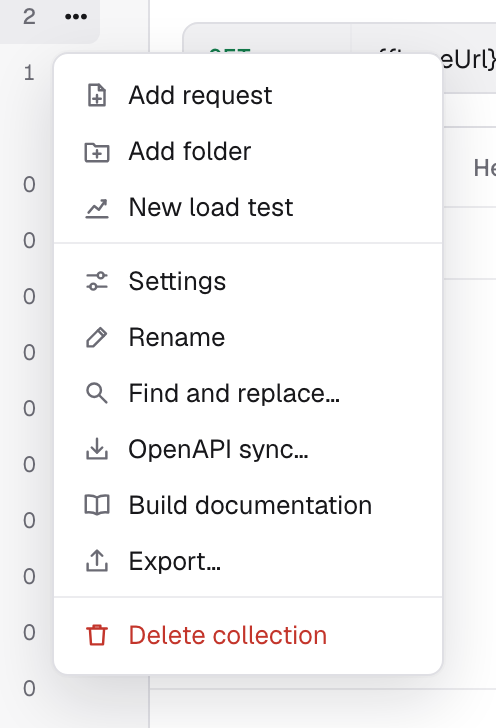 2 •••
1
Add request
Add folder
0
New load test
0
Settings
0
Rename
0
Find and replace…
0
OpenAPI sync…
0
Build documentation
0
Export…
0
Delete collection
0
0